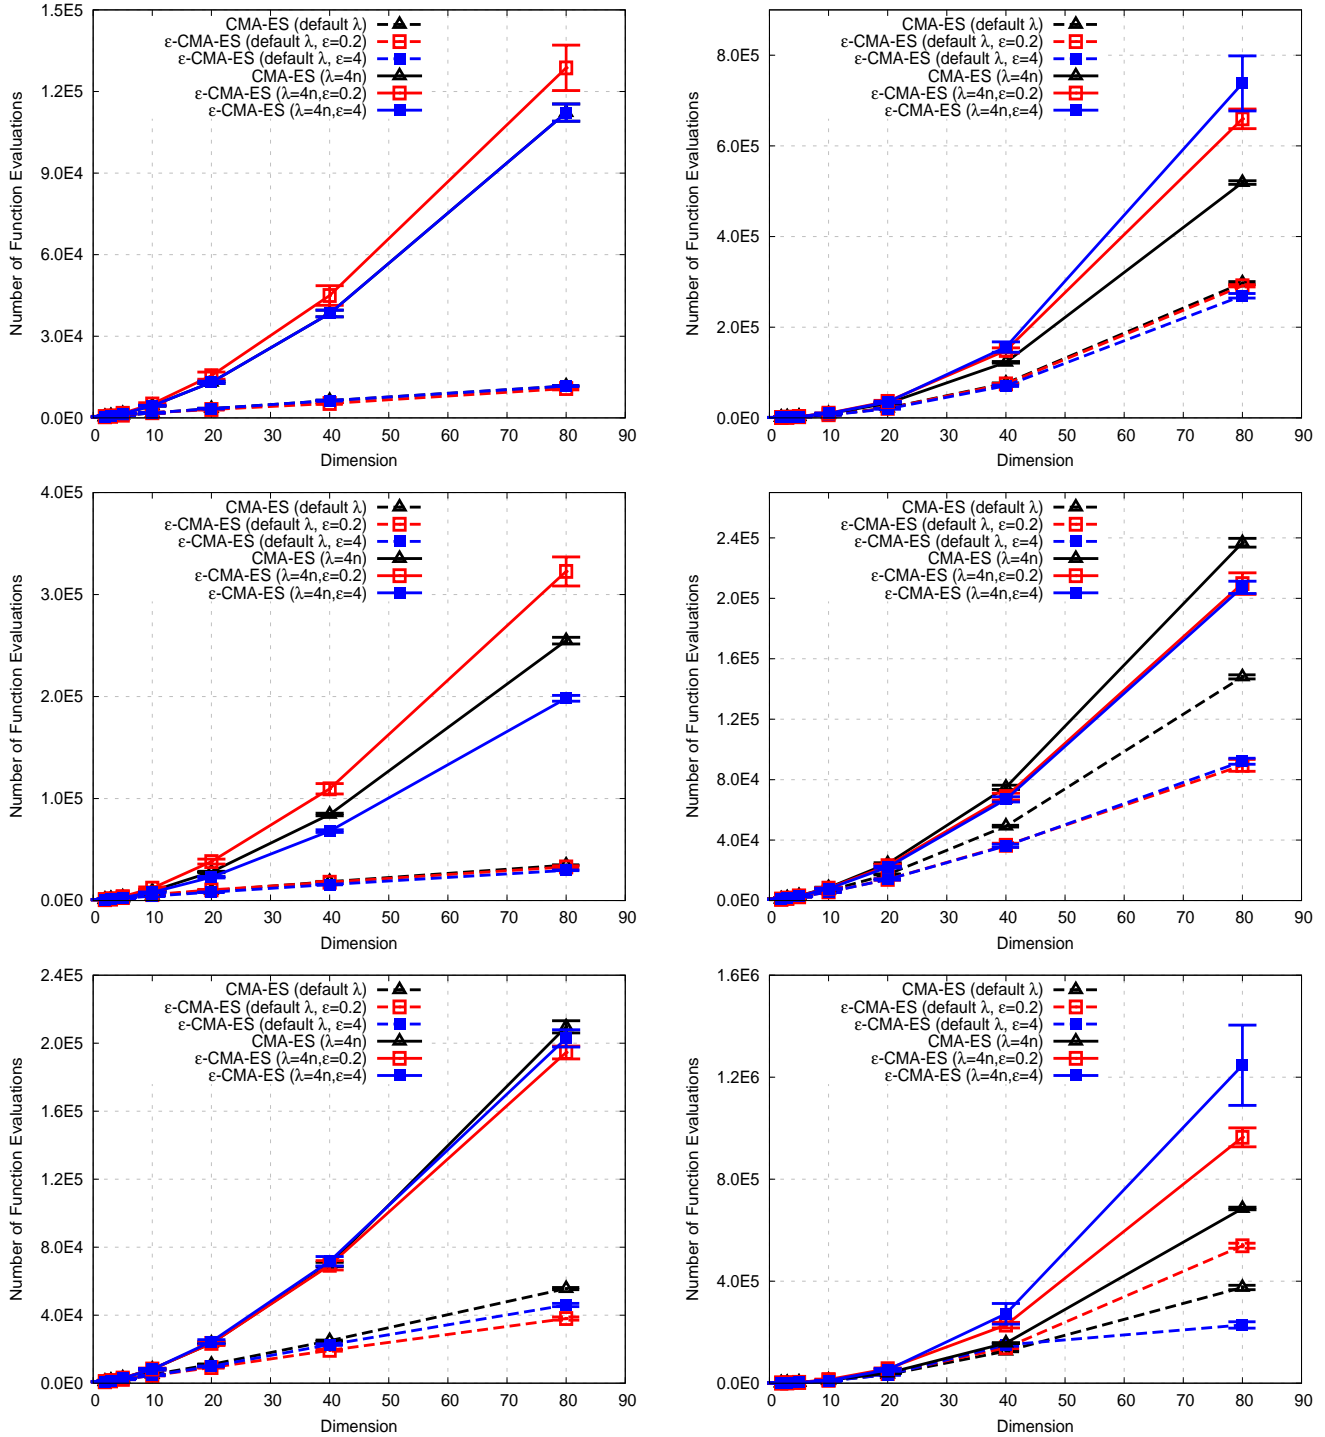 1.5E5
1.2E5
9.0E4
6.0E4
3.0E4
0.0E0
0 10 20 30 40 50 60 70 80 90
Dimension
Number of Function Evaluations
CMA-ES (default λ)
ε-CMA-ES (default λ, ε=0.2)
ε-CMA-ES (default λ, ε=4)
CMA-ES (λ=4n)
ε-CMA-ES (λ=4n,ε=0.2)
ε-CMA-ES (λ=4n,ε=4)
8.0E5
6.0E5
4.0E5
2.0E5
0.0E0
0 10 20 30 40 50 60 70 80 90
Dimension
Number of Function Evaluations
CMA-ES (default λ)
ε-CMA-ES (default λ, ε=0.2)
ε-CMA-ES (default λ, ε=4)
CMA-ES (λ=4n)
ε-CMA-ES (λ=4n,ε=0.2)
ε-CMA-ES (λ=4n,ε=4)
4.0E5
3.0E5
2.0E5
1.0E5
0.0E0
0 10 20 30 40 50 60 70 80 90
Dimension
Number of Function Evaluations
CMA-ES (default λ)
ε-CMA-ES (default λ, ε=0.2)
ε-CMA-ES (default λ, ε=4)
CMA-ES (λ=4n)
ε-CMA-ES (λ=4n,ε=0.2)
ε-CMA-ES (λ=4n,ε=4)
2.4E5
2.0E5
1.6E5
1.2E5
8.0E4
4.0E4
0.0E0
0 10 20 30 40 50 60 70 80 90
Dimension
Number of Function Evaluations
CMA-ES (default λ)
ε-CMA-ES (default λ, ε=0.2)
ε-CMA-ES (default λ, ε=4)
CMA-ES (λ=4n)
ε-CMA-ES (λ=4n,ε=0.2)
ε-CMA-ES (λ=4n,ε=4)
2.4E5
2.0E5
1.6E5
1.2E5
8.0E4
4.0E4
0.0E0
0 10 20 30 40 50 60 70 80 90
Dimension
Number of Function Evaluations
CMA-ES (default λ)
ε-CMA-ES (default λ, ε=0.2)
ε-CMA-ES (default λ, ε=4)
CMA-ES (λ=4n)
ε-CMA-ES (λ=4n,ε=0.2)
ε-CMA-ES (λ=4n,ε=4)
1.6E6
1.2E6
8.0E5
4.0E5
0.0E0
0 10 20 30 40 50 60 70 80 90
Dimension
Number of Function Evaluations
CMA-ES (default λ)
ε-CMA-ES (default λ, ε=0.2)
ε-CMA-ES (default λ, ε=4)
CMA-ES (λ=4n)
ε-CMA-ES (λ=4n,ε=0.2)
ε-CMA-ES (λ=4n,ε=4)